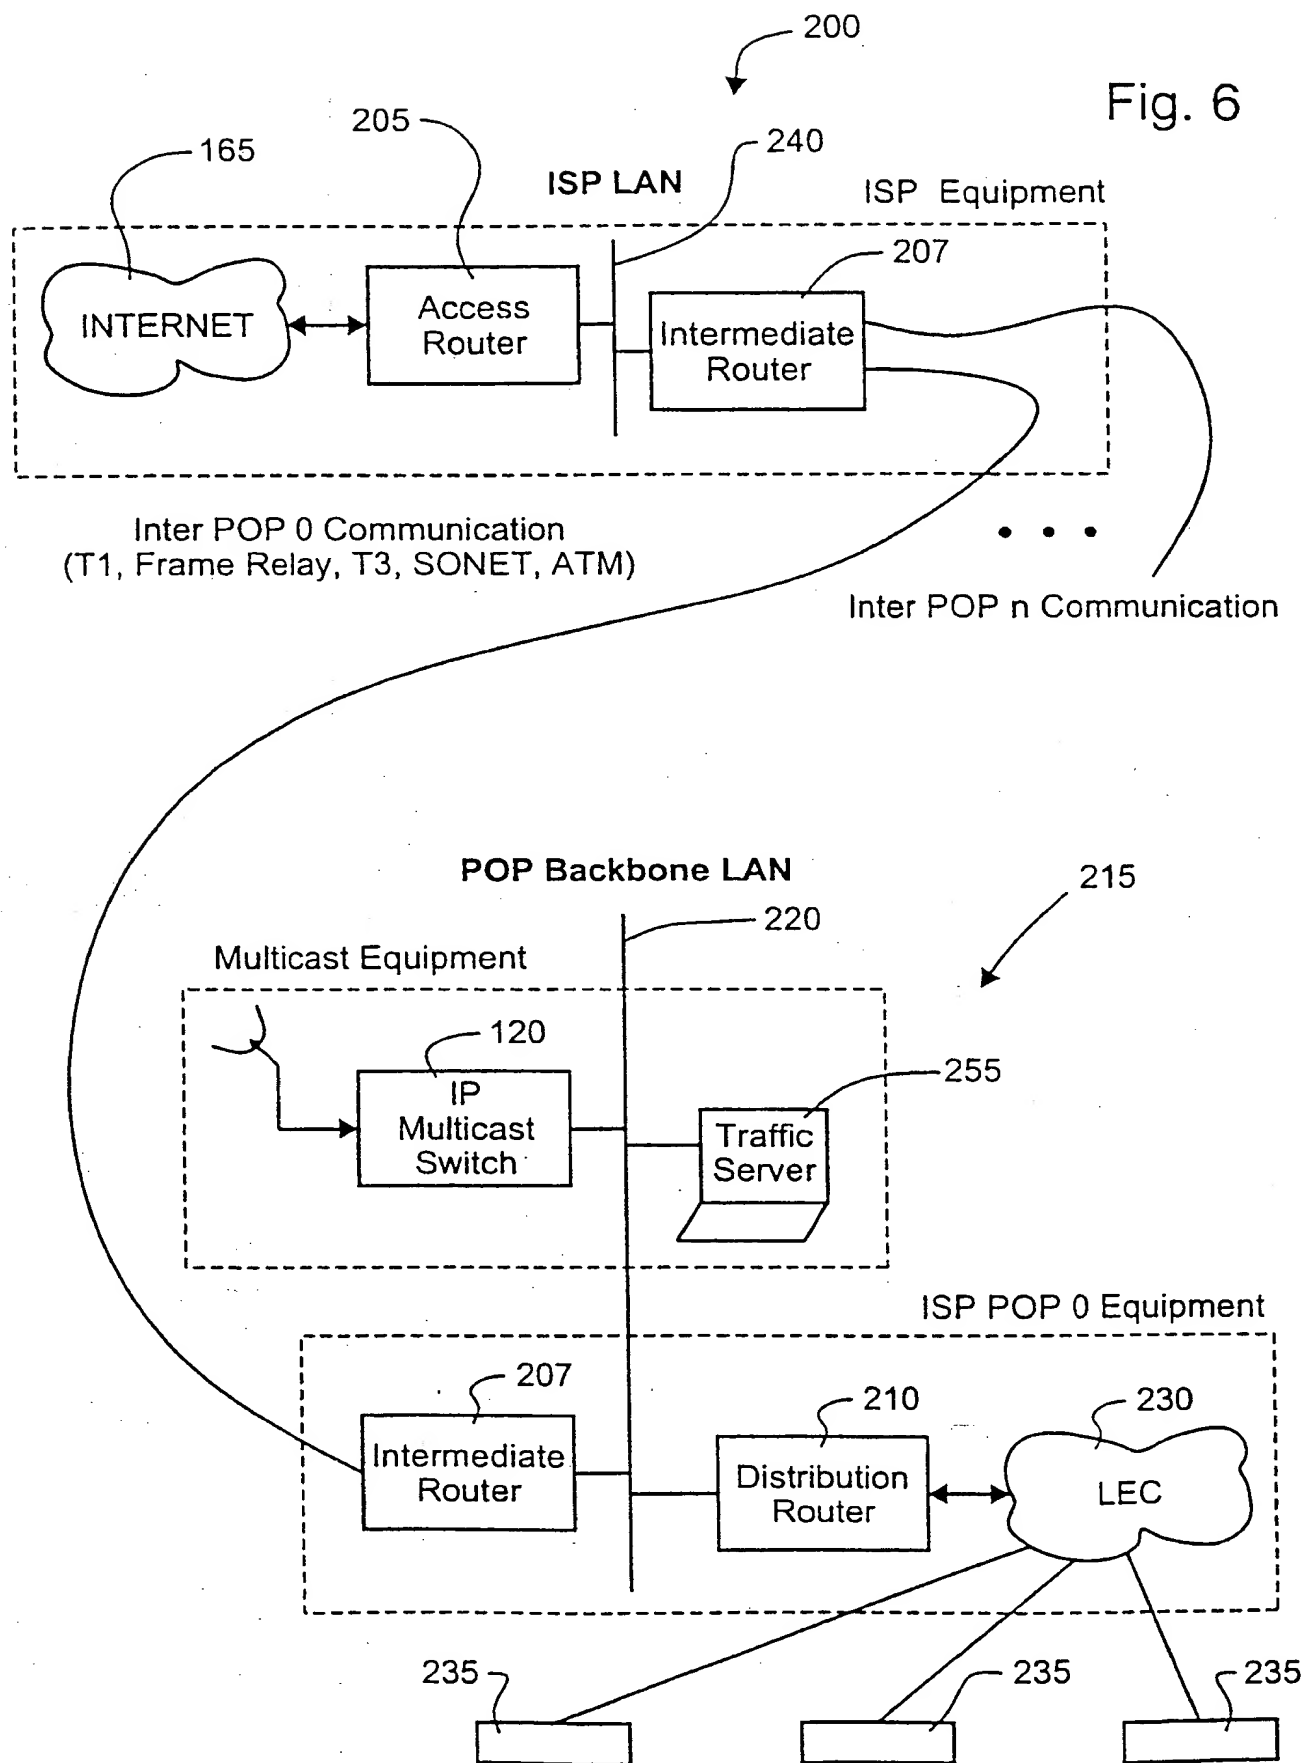 200
Fig. 6
205
240
165
ISP LAN
ISP Equipment
207
INTERNET
Access
Router
Intermediate
Router
Inter POP 0 Communication
(T1, Frame Relay, T3, SONET, ATM)
Inter POP n Communication
POP Backbone LAN
215
220
Multicast Equipment
120
255
IP
Multicast
Switch
Traffic
Server
ISP POP 0 Equipment
207
210
230
Intermediate
Router
Distribution
Router
LEC
235
235
235